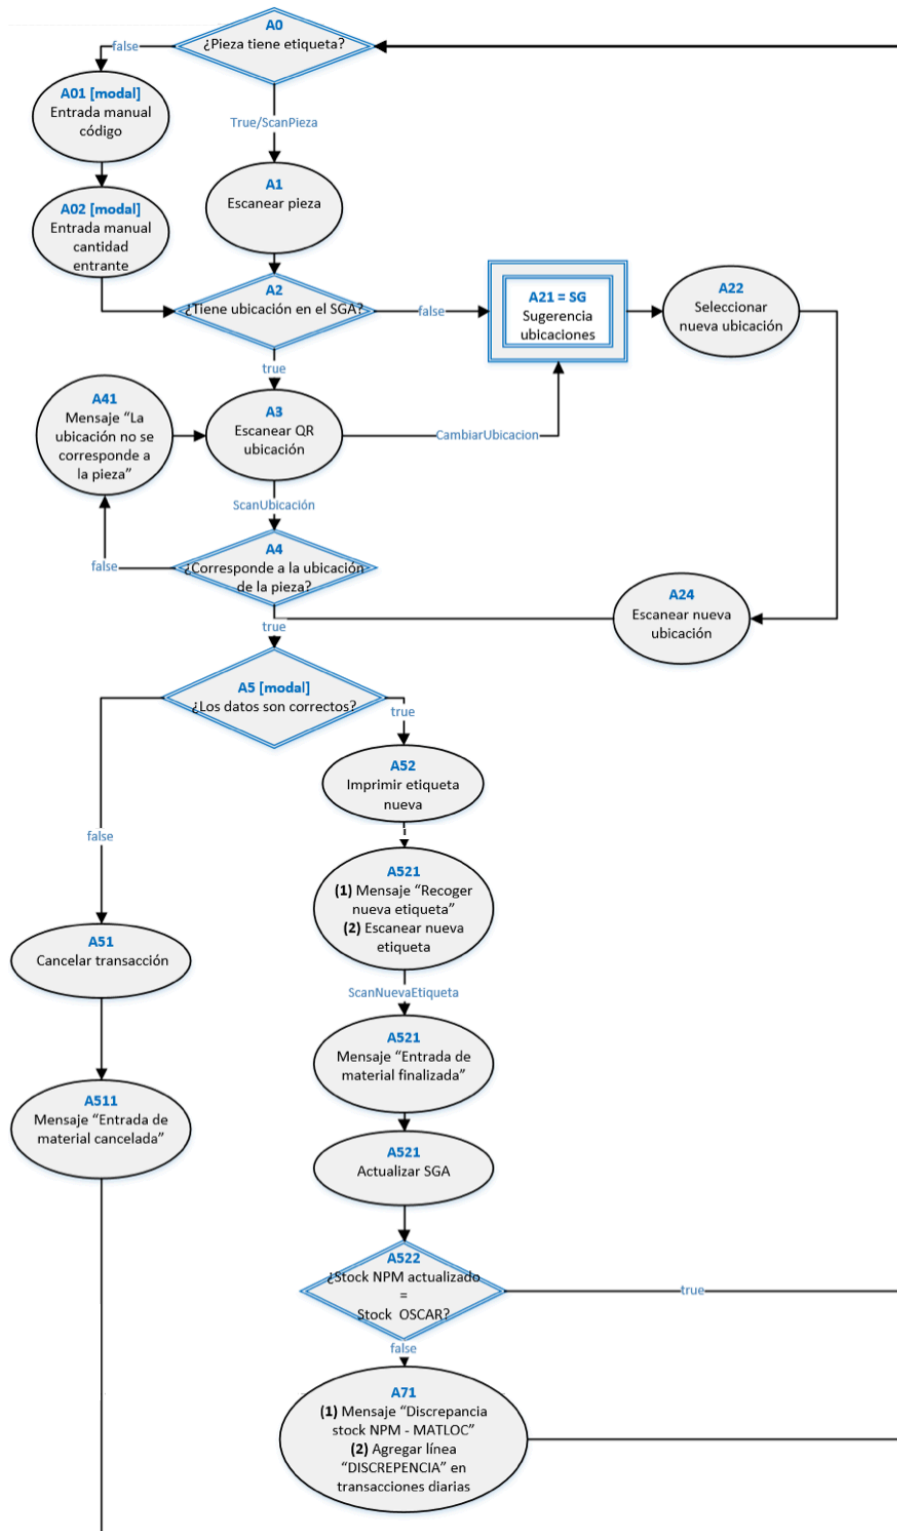 A0
¿Pieza tiene etiqueta?
false
A01 [modal]
Entrada manual
código
True/ScanPieza
A1
Escanear pieza
A02 [modal]
Entrada manual
cantidad
entrante
A2
¿Tiene ubicación en el SGA?
false
A21 = SG
Sugerencia
ubicaciones
A22
Seleccionar
nueva ubicación
true
A41
Mensaje “La
ubicación no se
corresponde a
la pieza”
A3
Escanear QR
ubicación
CambiarUbicacion
ScanUbicación
A4
¿Corresponde a la ubicación
de la pieza?
false
A24
Escanear nueva
ubicación
true
A5 [modal]
¿Los datos son correctos?
true
A52
Imprimir etiqueta
nueva
false
A521
(1) Mensaje “Recoger
nueva etiqueta”
(2) Escanear nueva
etiqueta
A51
Cancelar transacción
ScanNuevaEtiqueta
A521
Mensaje “Entrada de
material finalizada”
A511
Mensaje “Entrada de
material cancelada”
A521
Actualizar SGA
A522
¿Stock NPM actualizado
=
Stock OSCAR?
true
false
A71
(1) Mensaje “Discrepancia
stock NPM - MATLOC”
(2) Agregar línea
“DISCREPENCIA” en
transacciones diarias